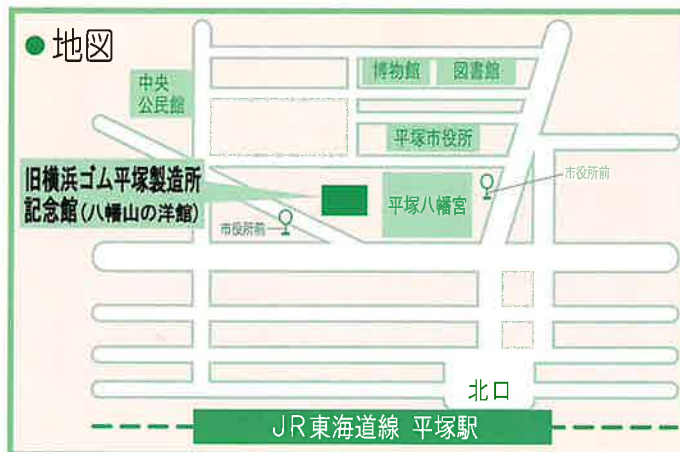 ● 地図
中央
公民館
博物館
図書館
平塚市役所
旧横浜ゴム平塚製造所
記念館(八幡山の洋館)
市役所前
平塚八幡宮
市役所前
北口
JR東海道線 平塚駅